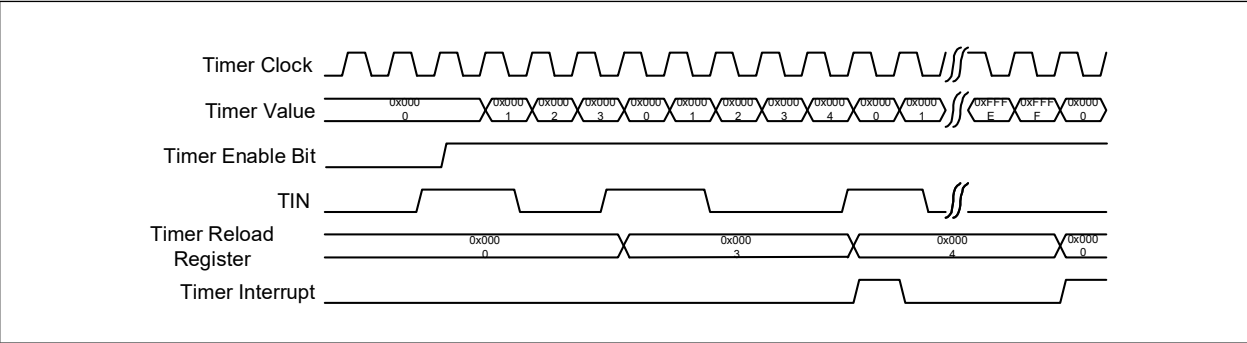 Timer Clock
Timer Value
0x000 0x000 0x000 0x000 0x000 0x000 0x000 0x000 0x000 0x000 0x000 0xFFF 0xFFF 0x000
0 1 2 3 0 1 2 3 4 0 1 E F 0
Timer Enable Bit
TIN
Timer Reload
Register
0x000 0x000 0x000 0x000
0 3 4 0
Timer Interrupt